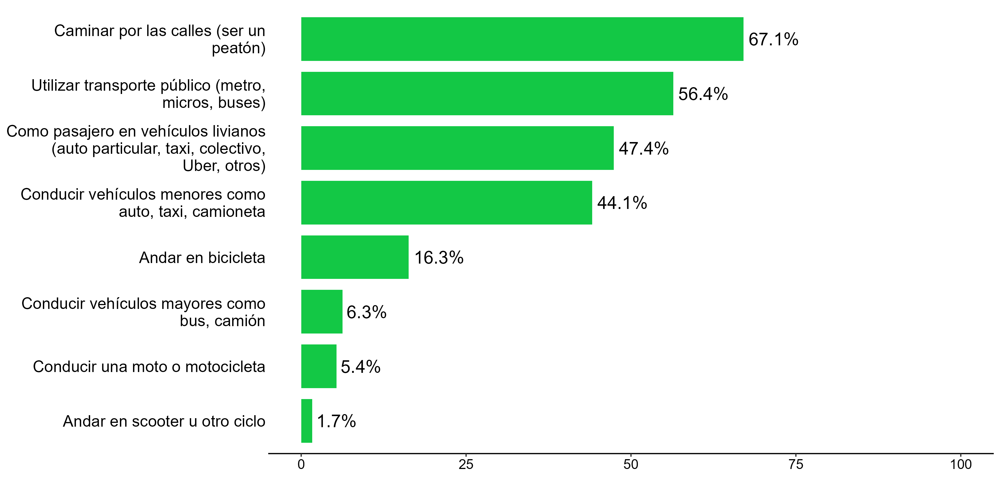 Caminar por las calles (ser un
peatón)
67.1%
Utilizar transporte público (metro,
micros, buses)
56.4%
Como pasajero en vehículos livianos
(auto particular, taxi, colectivo,
Uber, otros)
47.4%
Conducir vehículos menores como
auto, taxi, camioneta
44.1%
Andar en bicicleta
16.3%
Conducir vehículos mayores como
bus, camión
6.3%
Conducir una moto o motocicleta
5.4%
Andar en scooter u otro ciclo
1.7%
0 25 50 75 100